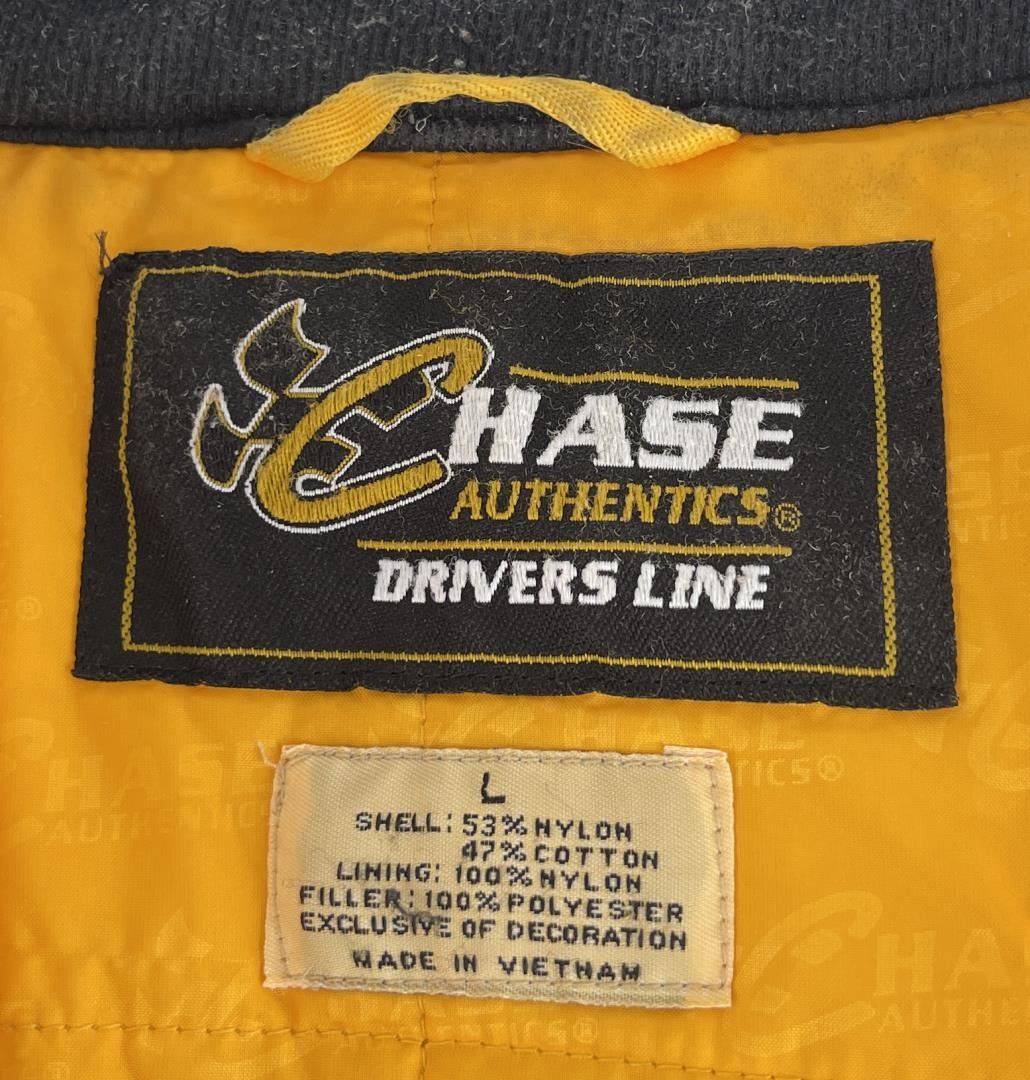 CHASE
AUTHENTICS®
DRIVERS LINE
L
SHELL: 53% NYLON
47% COTTON
LINING: 100% NYLON
FILLER: 100% POLYESTER
EXCLUSIVE OF DECORATION
MADE IN VIETNAM